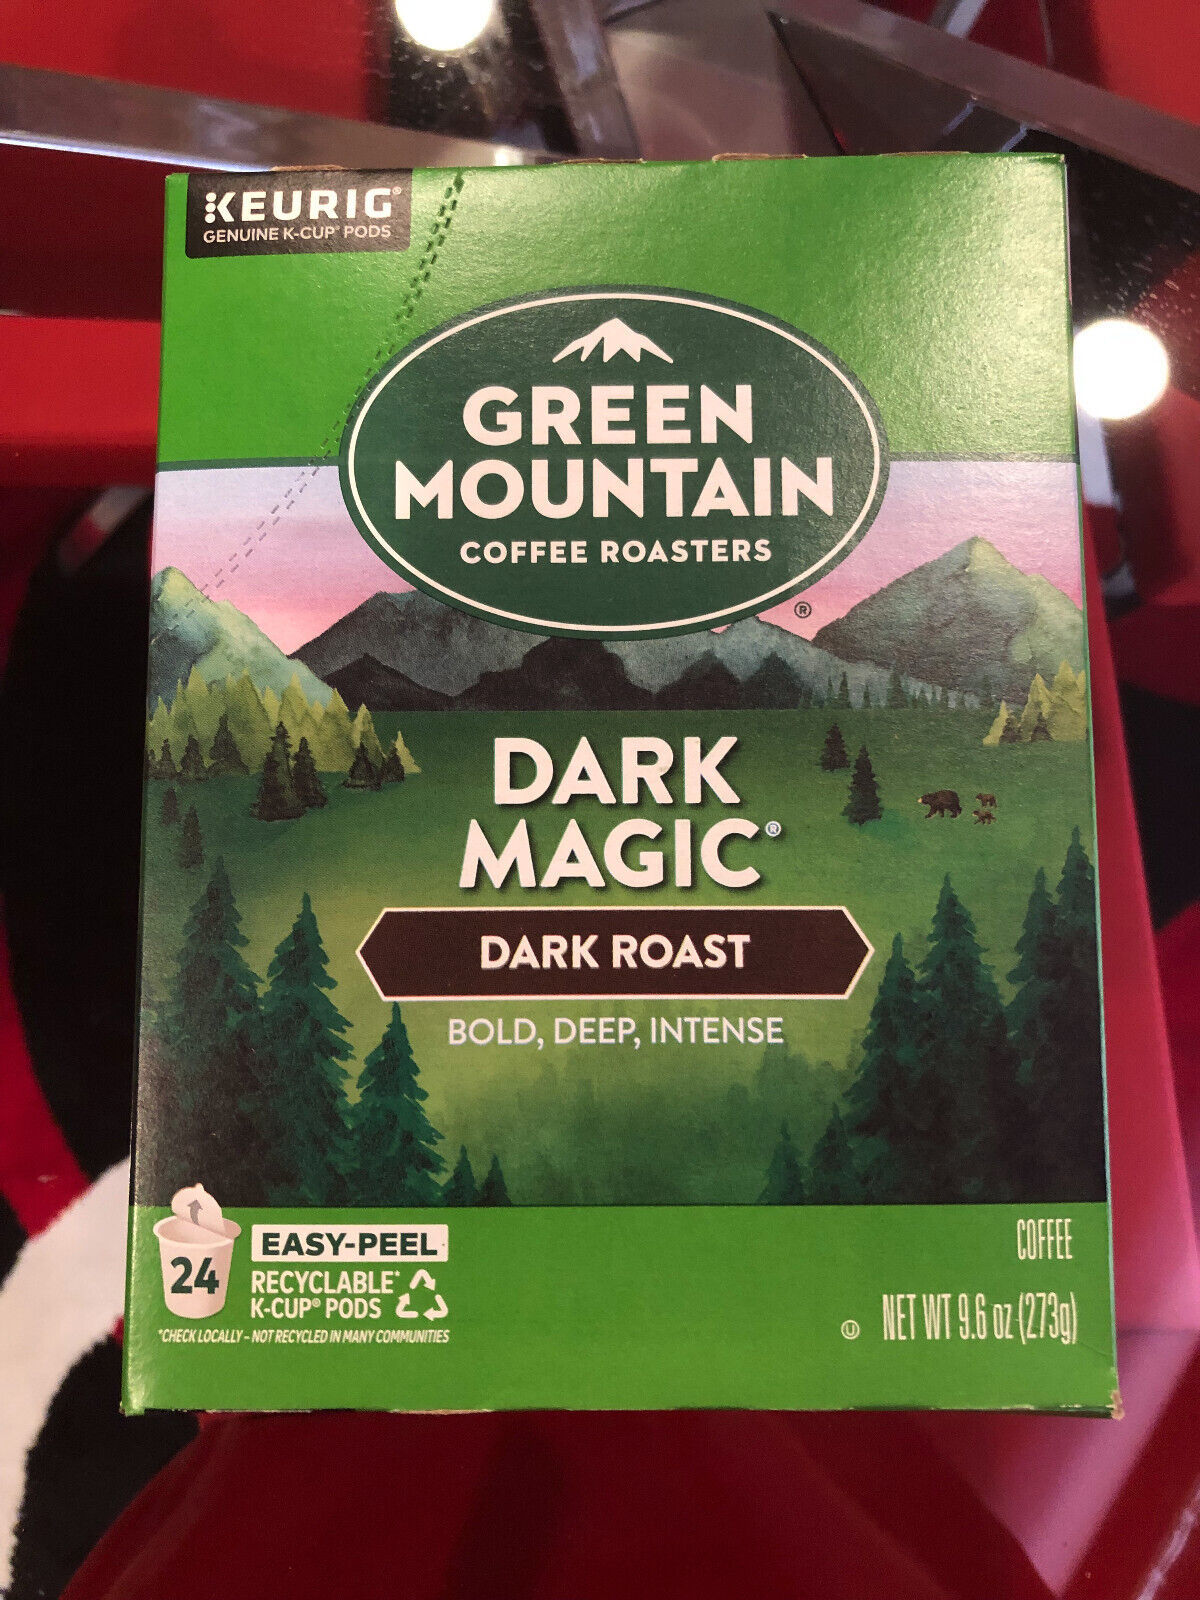 KEURIG®
GENUINE K-CUP® PODS
GREEN
MOUNTAIN
COFFEE ROASTERS
®
DARK
MAGIC®
DARK ROAST
BOLD, DEEP, INTENSE
24
EASY-PEEL
RECYCLABLE*
K-CUP® PODS
*CHECK LOCALLY – NOT RECYCLED IN MANY COMMUNITIES
COFFEE
U NET WT 9.6 oz (273g)